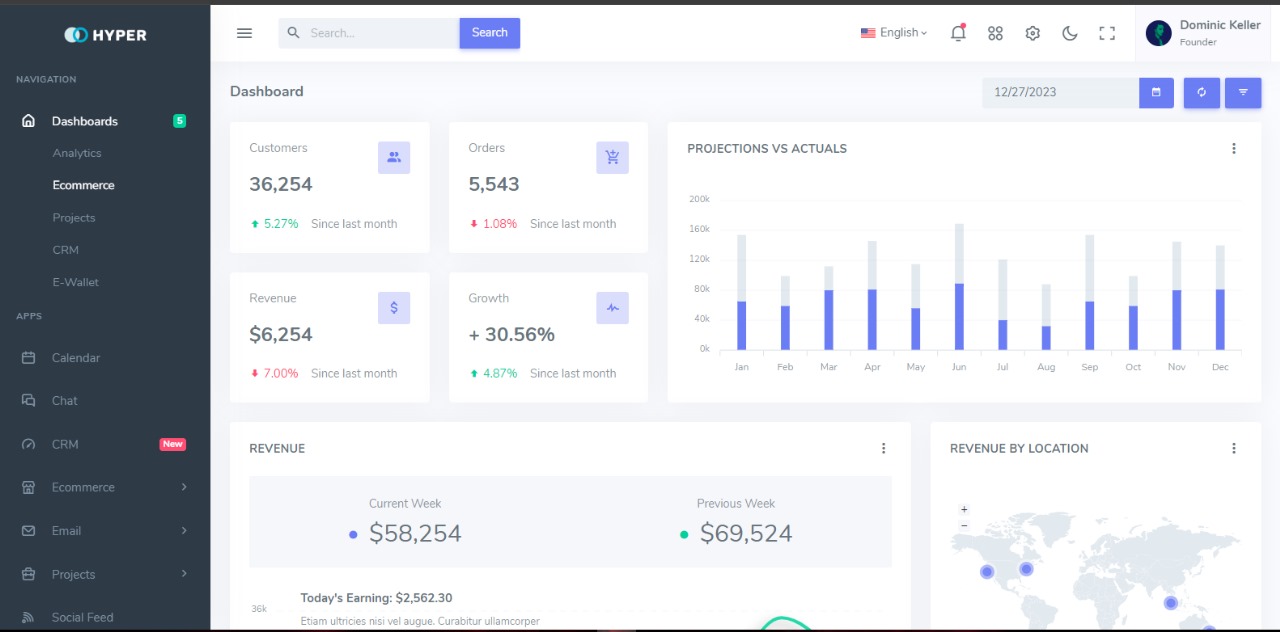 HYPER
NAVIGATION
Dashboards 5
Analytics
Ecommerce
Projects
CRM
E-Wallet
APPS
Calendar
Chat
CRM New
Ecommerce
Email
Projects
Social Feed
Search... Search
English
Dominic Keller
Founder
Dashboard
12/27/2023
Customers
36,254
5.27% Since last month
Orders
5,543
1.08% Since last month
Revenue
$6,254
7.00% Since last month
Growth
+ 30.56%
4.87% Since last month
PROJECTIONS VS ACTUALS
200k
160k
120k
80k
40k
0k
Jan Feb Mar Apr May Jun Jul Aug Sep Oct Nov Dec
REVENUE
Current Week
$58,254
Previous Week
$69,524
Today's Earning: $2,562.30
36k
Etiam ultricies nisi vel augue. Curabitur ullamcorper
REVENUE BY LOCATION
+
−